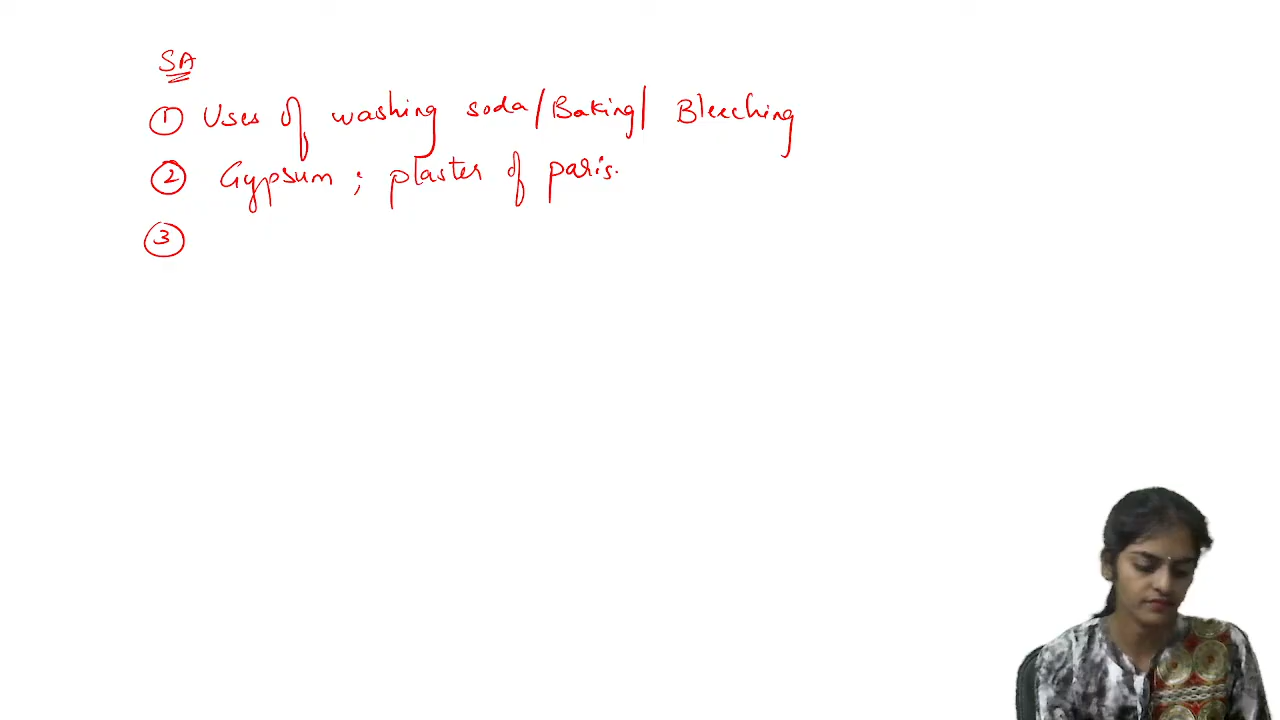 SA
① Uses of washing soda/Baking/ Bleeching
② Gypsum ; plaster of paris.
③